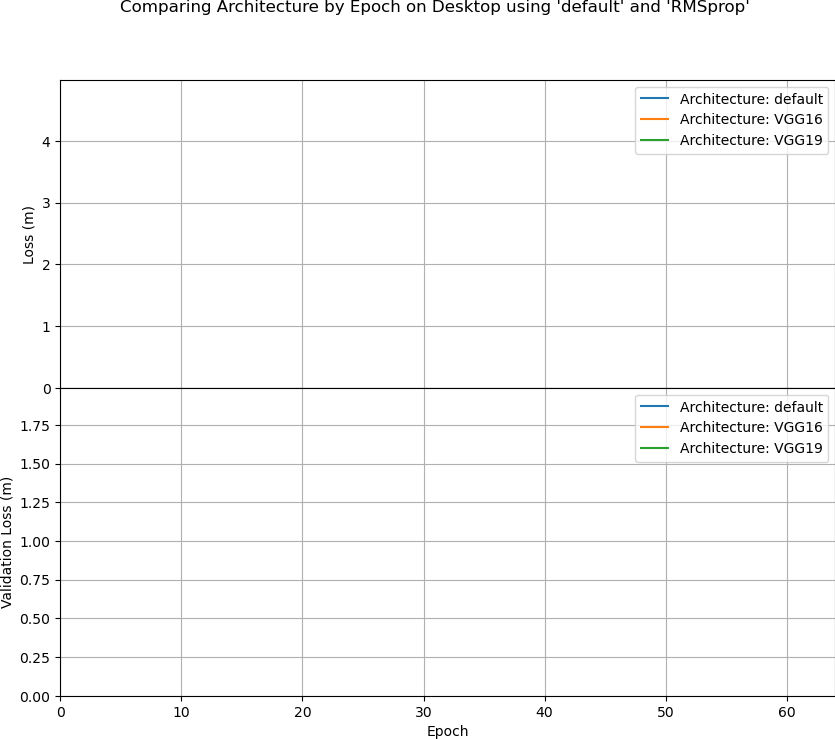 Comparing Architecture by Epoch on Desktop using 'default' and 'RMSprop'
Architecture: default
Architecture: VGG16
Architecture: VGG19
4
3
2
1
0
Loss (m)
Architecture: default
Architecture: VGG16
Architecture: VGG19
1.75
1.50
1.25
1.00
0.75
0.50
0.25
0.00
Validation Loss (m)
0 10 20 30 40 50 60
Epoch